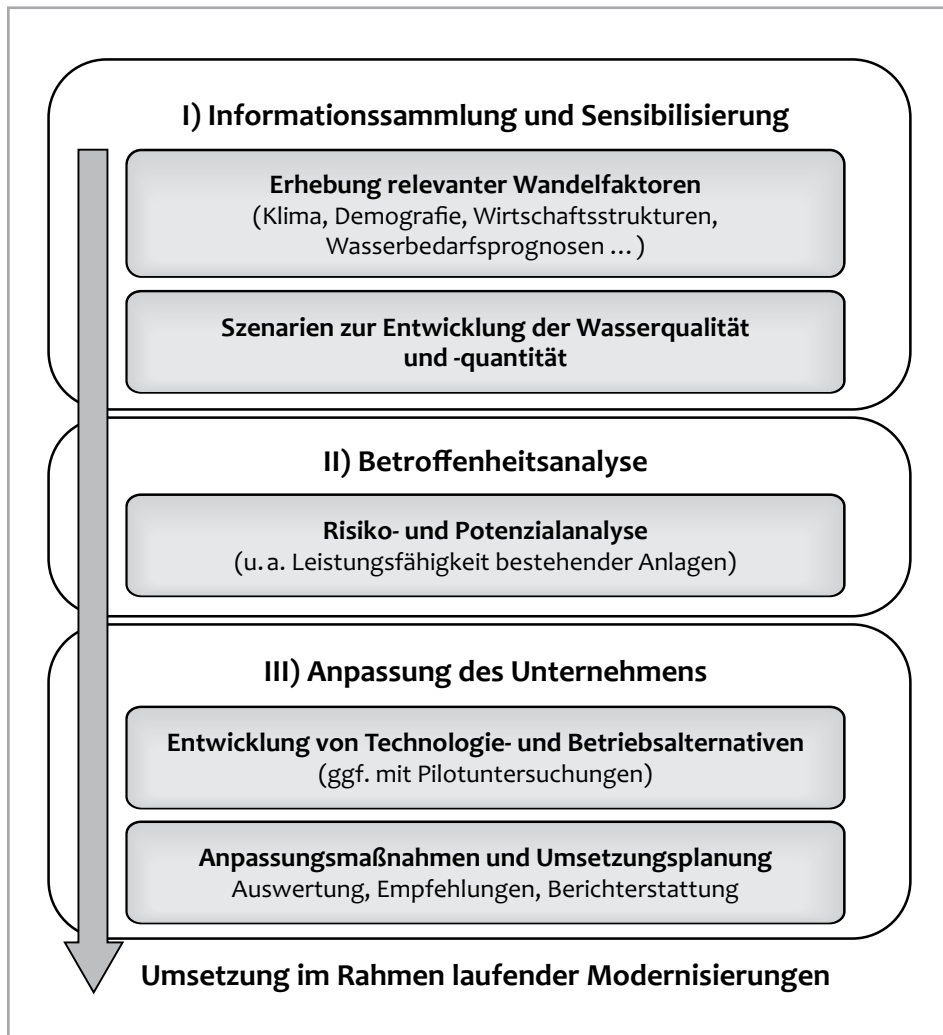 I) Informationssammlung und Sensibilisierung
Erhebung relevanter Wandelfaktoren
(Klima, Demografie, Wirtschaftsstrukturen,
Wasserbedarfsprognosen ... )
Szenarien zur Entwicklung der Wasserqualität
und -quantität
II) Betroffenheitsanalyse
Risiko- und Potenzialanalyse
(u. a. Leistungsfähigkeit bestehender Anlagen)
III) Anpassung des Unternehmens
Entwicklung von Technologie- und Betriebsalternativen
(ggf. mit Pilotuntersuchungen)
Anpassungsmaßnahmen und Umsetzungsplanung
Auswertung, Empfehlungen, Berichterstattung
Umsetzung im Rahmen laufender Modernisierungen